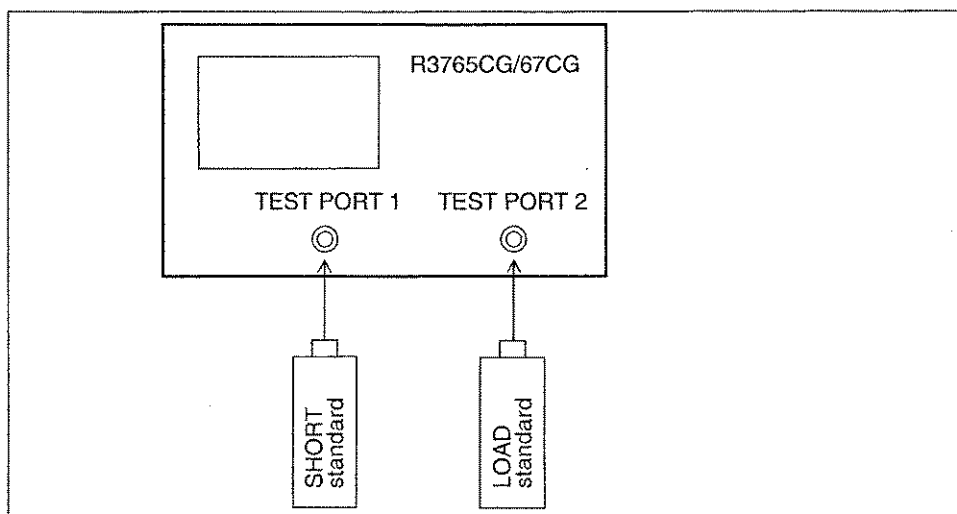 R3765CG/67CG
TEST PORT 1
TEST PORT 2
SHORT
standard
LOAD
standard